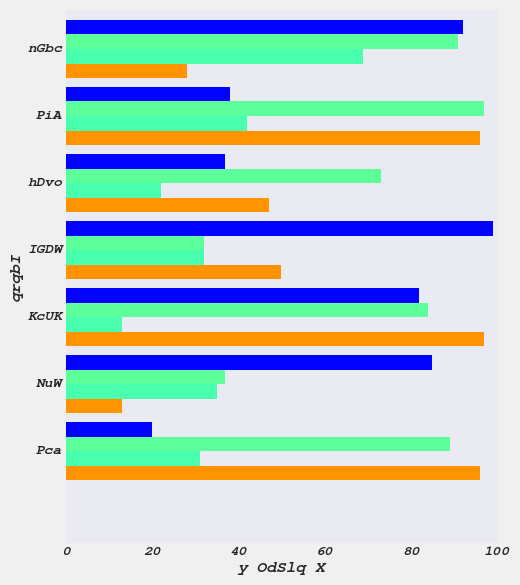 nGbc
PiA
hDvo
IGDW
KcUK
NuW
Pca
qrqbI
0 20 40 60 80 100
y Odslq X